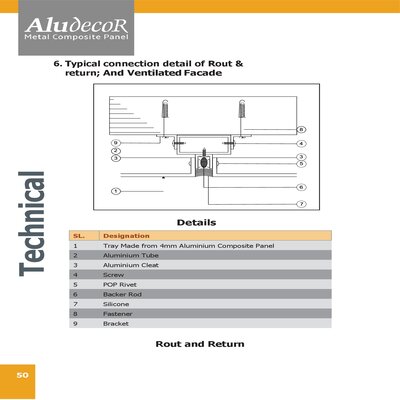 AludecoR
Metal Composite Panel
6. Typical connection detail of Rout &
return; And Ventilated Facade
9
2
3
1
8
4
3
5
6
7
Details
SL. Designation
1 Tray Made from 4mm Aluminium Composite Panel
2 Aluminium Tube
3 Aluminium Cleat
4 Screw
5 POP Rivet
6 Backer Rod
7 Silicone
8 Fastener
9 Bracket
Rout and Return
Technical
50